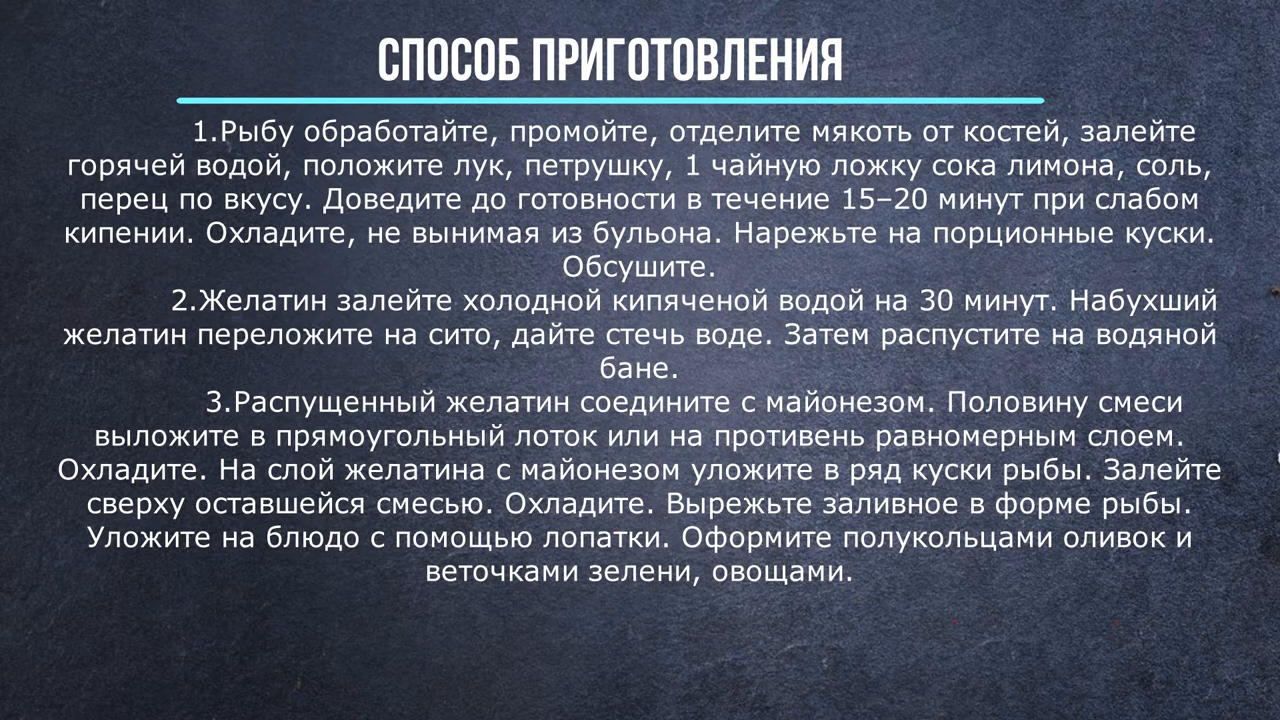 СПОСОБ ПРИГОТОВЛЕНИЯ
1.Рыбу обработайте, промойте, отделите мякоть от костей, залейте
горячей водой, положите лук, петрушку, 1 чайную ложку сока лимона, соль,
перец по вкусу. Доведите до готовности в течение 15–20 минут при слабом
кипении. Охладите, не вынимая из бульона. Нарежьте на порционные куски.
Обсушите.
2.Желатин залейте холодной кипяченой водой на 30 минут. Набухший
желатин переложите на сито, дайте стечь воде. Затем распустите на водяной
бане.
3.Распущенный желатин соедините с майонезом. Половину смеси
выложите в прямоугольный лоток или на противень равномерным слоем.
Охладите. На слой желатина с майонезом уложите в ряд куски рыбы. Залейте
сверху оставшейся смесью. Охладите. Вырежьте заливное в форме рыбы.
Уложите на блюдо с помощью лопатки. Оформите полукольцами оливок и
веточками зелени, овощами.